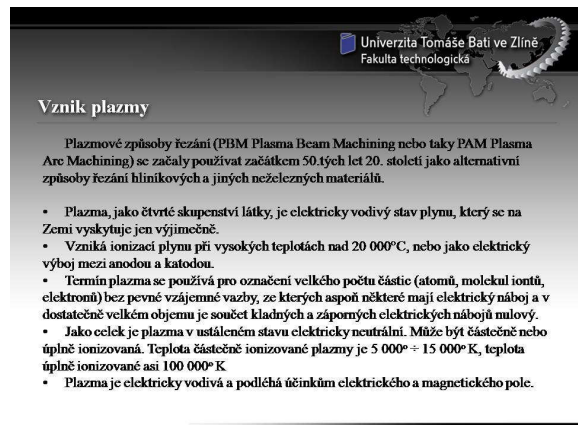 Univerzita Tomáše Bati ve Zlíně
Fakulta technologická
Vznik plazmy
Plazmové způsoby řezání (PBM Plasma Beam Machining nebo taky PAM Plasma
Arc Machining) se začaly používat začátkem 50.tých let 20. století jako alternativní
způsoby řezání hliníkových a jiných neželezných materiálů.
• Plazma, jako čtvrté skupenství látky, je elektricky vodivý stav plynu, který se na
Zemi vyskytuje jen výjimečně.
• Vzniká ionizací plynu při vysokých teplotách nad 20 000°C, nebo jako elektrický
výboj mezi anodou a katodou.
• Termín plazma se používá pro označení velkého počtu částic (atomů, molekul iontů,
elektronů) bez pevné vzájemné vazby, ze kterých aspoň některé mají elektrický náboj a v
dostatečně velkém objemu je součet kladných a záporných elektrických nábojů nulový.
• Jako celek je plazma v ustáleném stavu elektricky neutrální. Může být částečně nebo
úplně ionizovaná. Teplota částečně ionizované plazmy je 5 000° ÷ 15 000° K, teplota
úplně ionizované asi 100 000° K
• Plazma je elektricky vodivá a podléhá účinkům elektrického a magnetického pole.